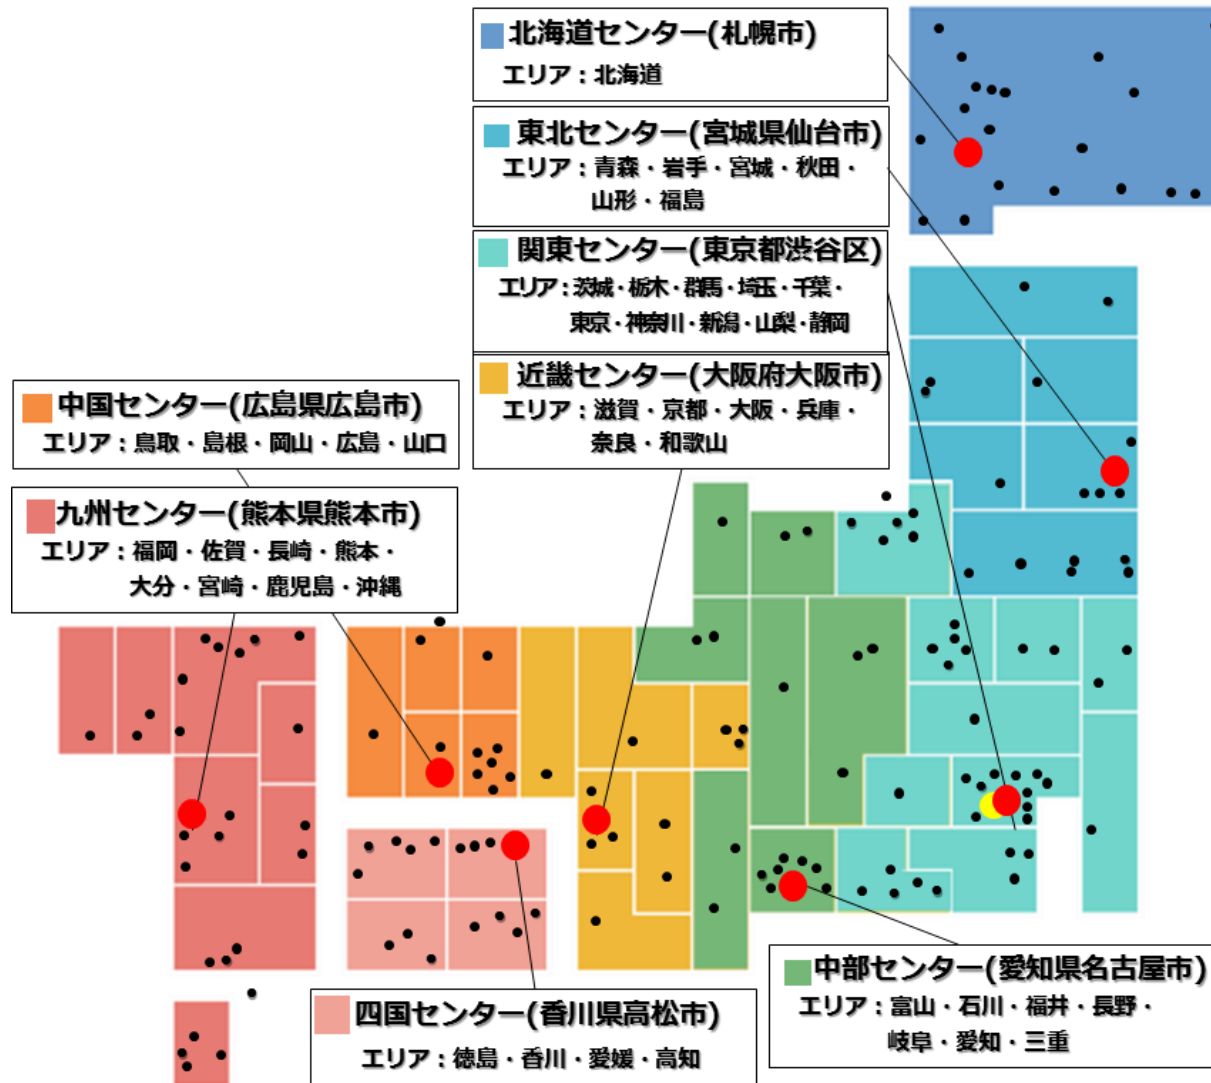 北海道センター(札幌市)
エリア：北海道
東北センター(宮城県仙台市)
エリア：青森・岩手・宮城・秋田・
山形・福島
関東センター(東京都渋谷区)
エリア：茨城・栃木・群馬・埼玉・千葉・
東京・神奈川・新潟・山梨・静岡
近畿センター(大阪府大阪市)
エリア：滋賀・京都・大阪・兵庫・
奈良・和歌山
中国センター(広島県広島市)
エリア：鳥取・島根・岡山・広島・山口
九州センター(熊本県熊本市)
エリア：福岡・佐賀・長崎・熊本・
大分・宮崎・鹿児島・沖縄
中部センター(愛知県名古屋市)
エリア：富山・石川・福井・長野・
岐阜・愛知・三重
四国センター(香川県高松市)
エリア：徳島・香川・愛媛・高知